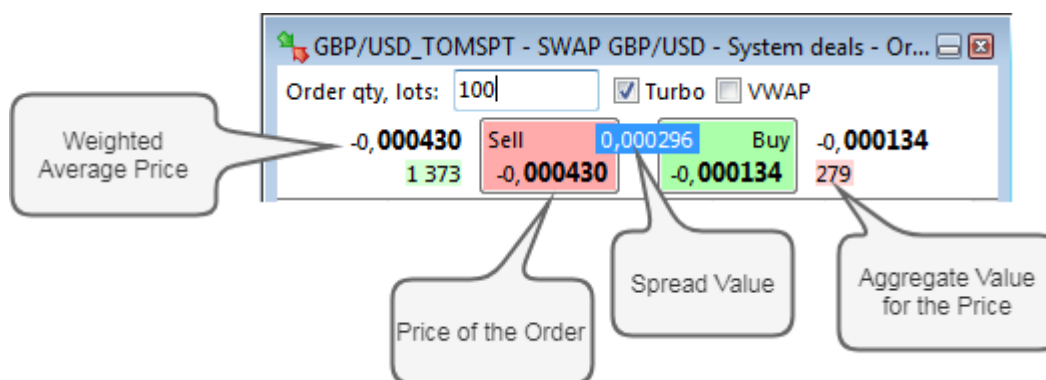 GBP/USD_TOMSPT - SWAP GBP/USD - System deals - Or...
Order qty, lots: 100 Turbo VWAP
-0,000430 Sell 0,000296 Buy -0,000134
1 373 -0,000430 -0,000134 279
Weighted
Average Price
Price of the Order
Spread Value
Aggregate Value
for the Price